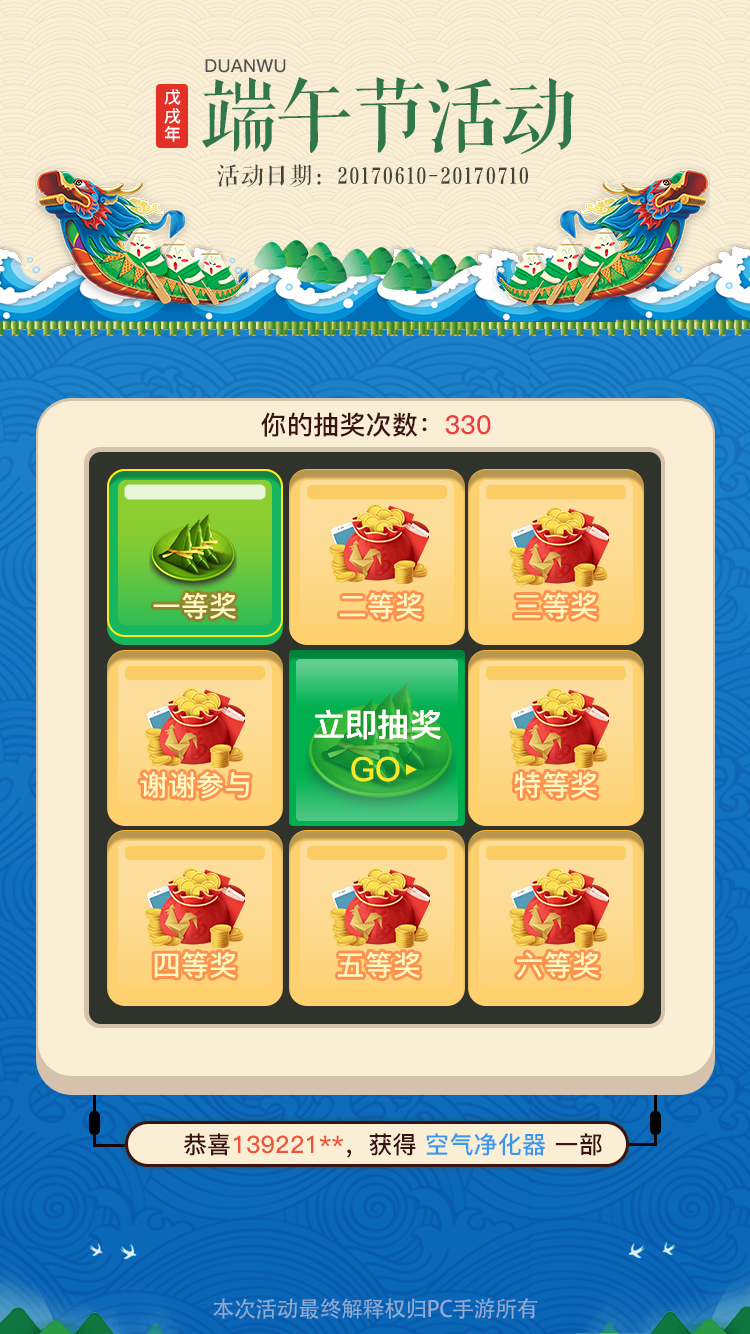 DUANWU
戊戌年
端午节活动
活动日期：20170610-20170710
你的抽奖次数：330
一等奖
二等奖
三等奖
谢谢参与
立即抽奖
GO
特等奖
四等奖
五等奖
六等奖
恭喜139221**，获得 空气净化器 一部
本次活动最终解释权归PC手游所有